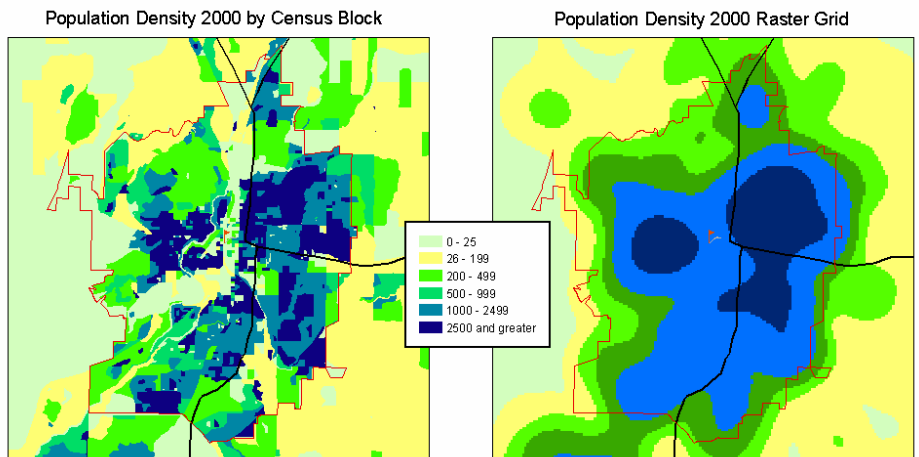 Population Density 2000 by Census Block
Population Density 2000 Raster Grid
0 - 25
26 - 199
200 - 499
500 - 999
1000 - 2499
2500 and greater